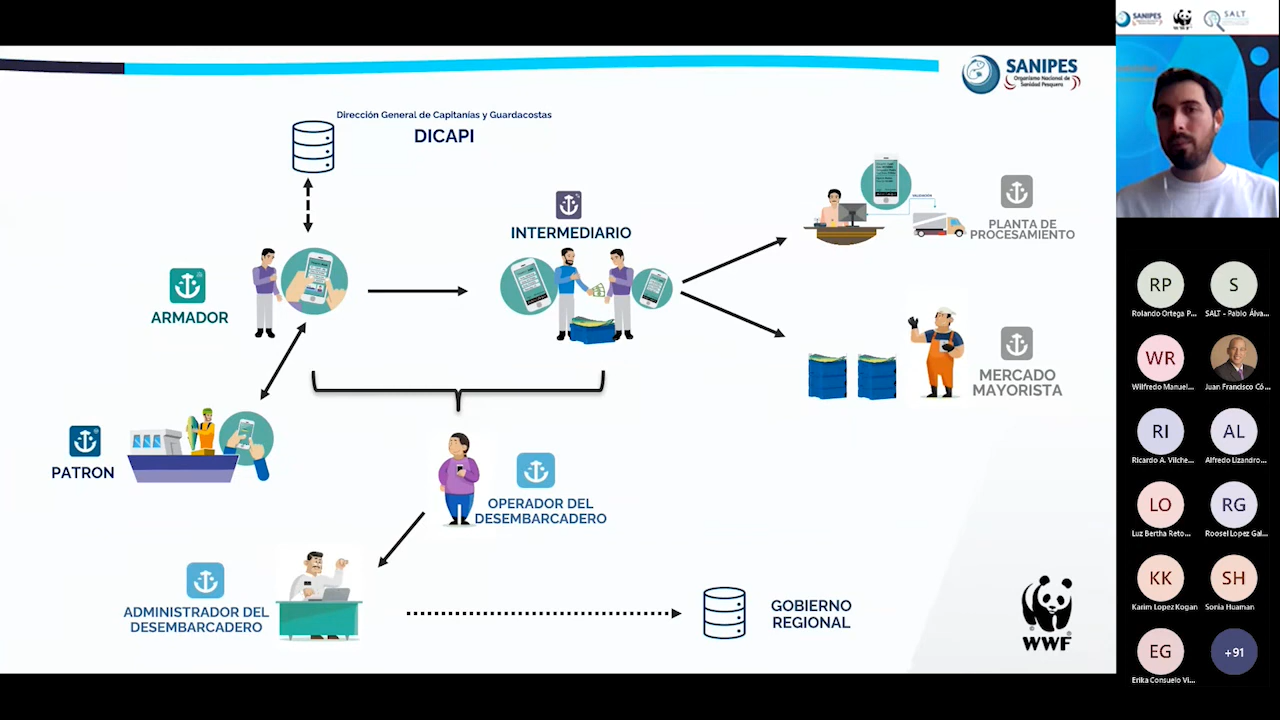 SANIPES
Organismo Nacional de
Sanidad Pesquera
Dirección General de Capitanías y Guardacostas
DICAPI
INTERMEDIARIO
ARMADOR
VALIDACIÓN
PLANTA DE
PROCESAMIENTO
MERCADO
MAYORISTA
PATRON
OPERADOR DEL
DESEMBARCADERO
ADMINISTRADOR DEL
DESEMBARCADERO
GOBIERNO
REGIONAL
WWF
SANIPES
WWF
SALT
RP
Rolando Ortega P...
S
SALT - Pablo Álva...
WR
Wilfredo Manuel...
Juan Francisco Có...
RI
Ricardo A. Vilche...
AL
Alfredo Lizandro...
LO
Luz Bertha Reto...
RG
Roosel Lopez Gal...
KK
Karim Lopez Kogan
SH
Sonia Huaman
EG
Erika Consuelo Vi...
+91